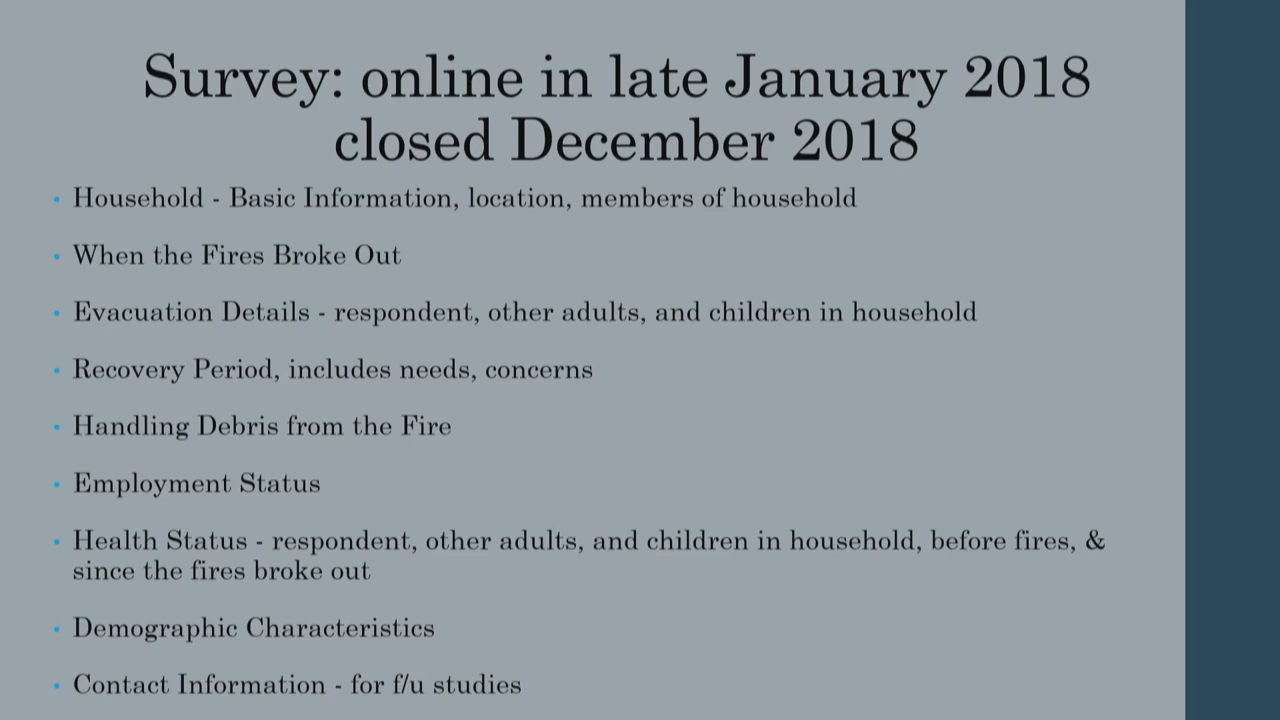 Survey: online in late January 2018
closed December 2018
• Household - Basic Information, location, members of household
• When the Fires Broke Out
• Evacuation Details - respondent, other adults, and children in household
• Recovery Period, includes needs, concerns
• Handling Debris from the Fire
• Employment Status
• Health Status - respondent, other adults, and children in household, before fires, &
since the fires broke out
• Demographic Characteristics
• Contact Information - for f/u studies